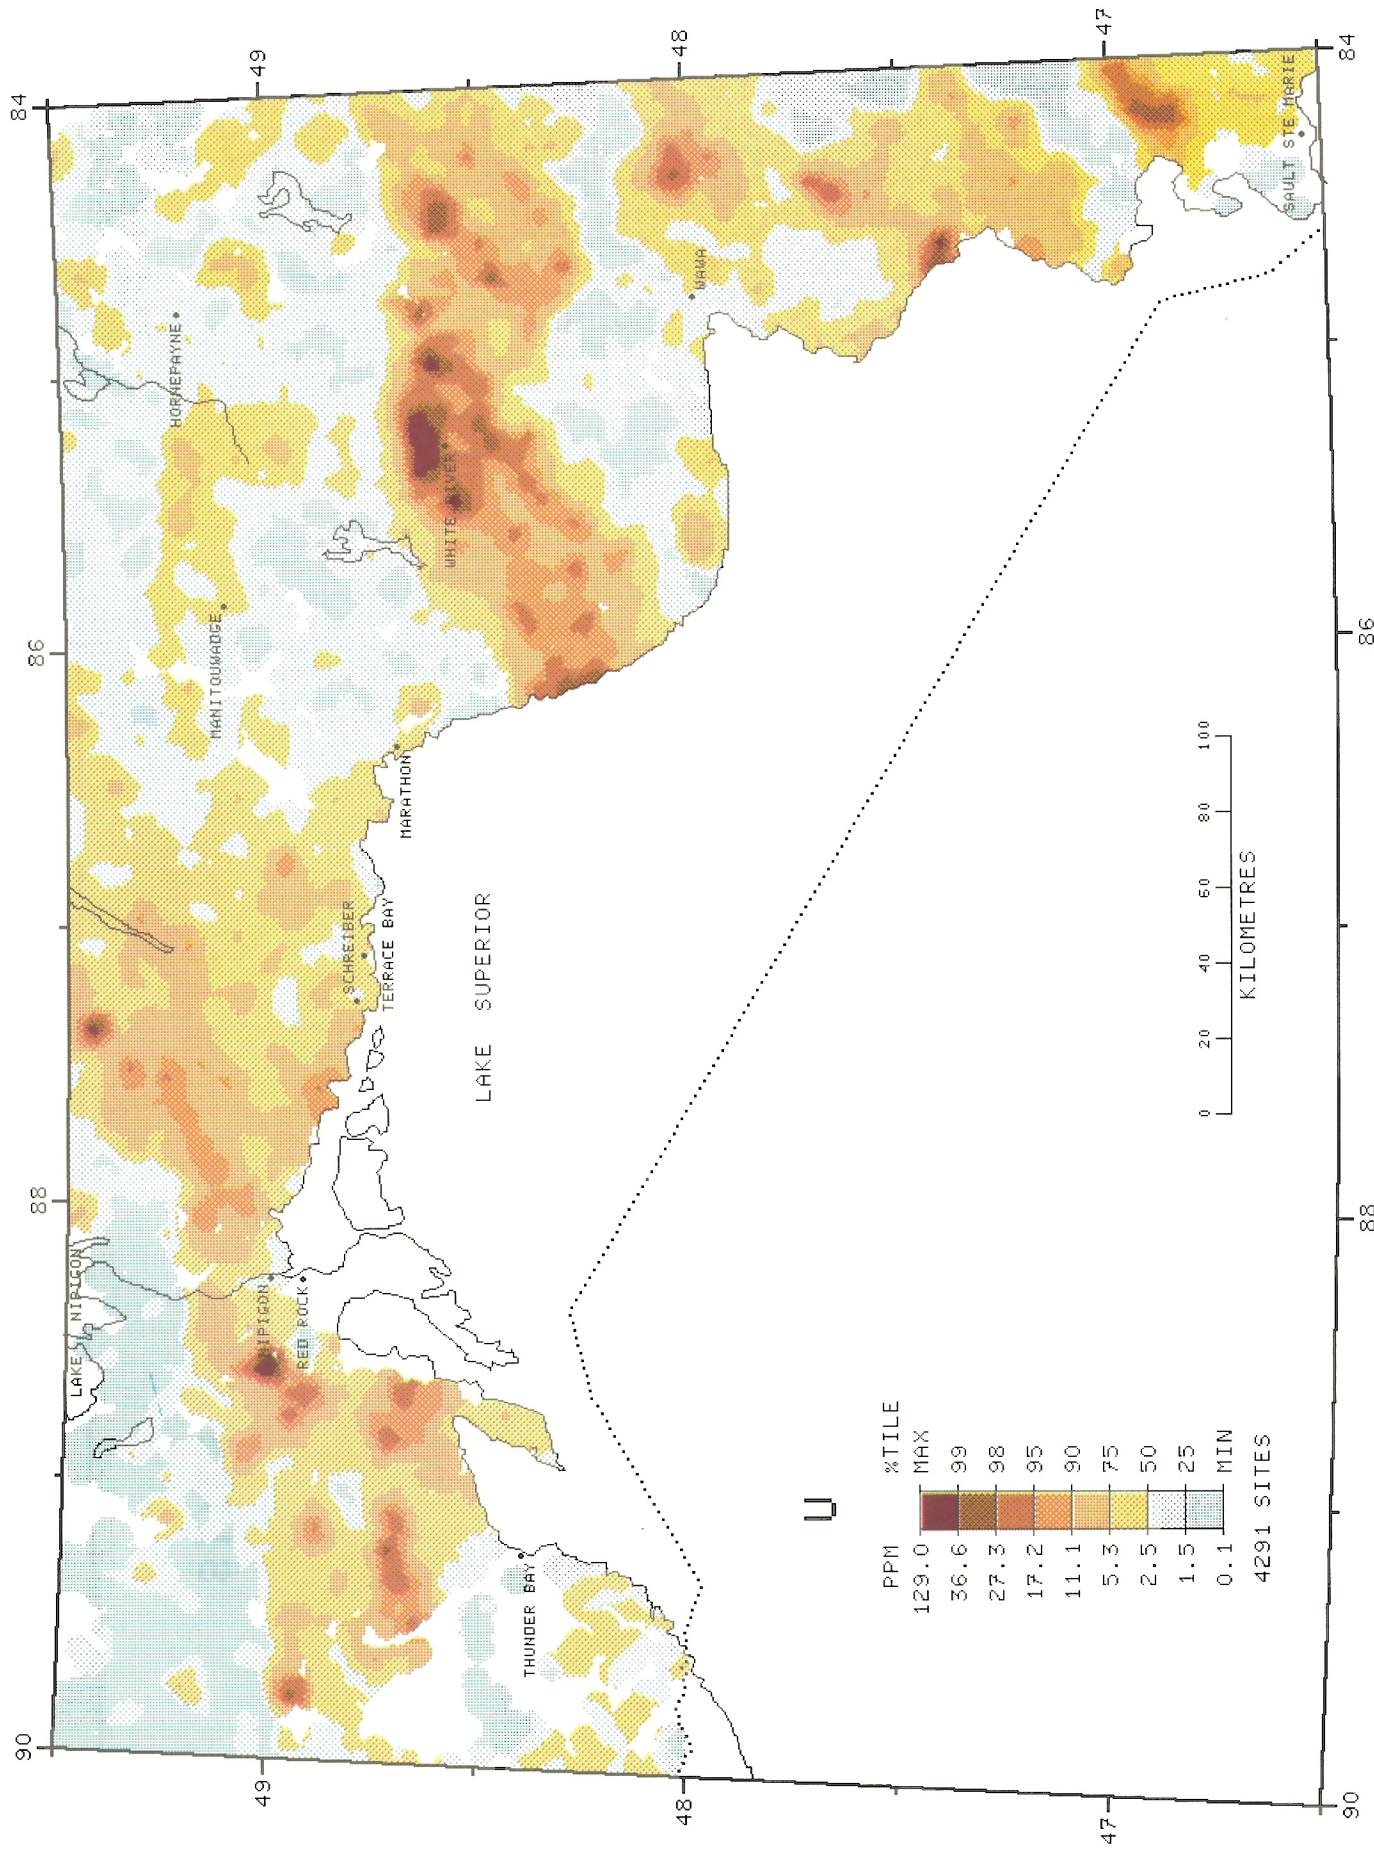 90
88
86
84
49
48
47
49
48
47
90
88
86
84
LAKE NIPIGON
HORNEPAYNE
MANITOUWADGE
NIPIGON
RED ROCK
SCHREIBER
TERRACE BAY
MARATHON
WHITE RIVER
THUNDER BAY
LAKE SUPERIOR
WAWA
SAULT STE MARIE
U
PPM %TILE
129.0 MAX
36.6 99
27.3 98
17.2 95
11.1 90
5.3 75
2.5 50
1.5 25
0.1 MIN
4291 SITES
0 20 40 60 80 100
KILOMETRES